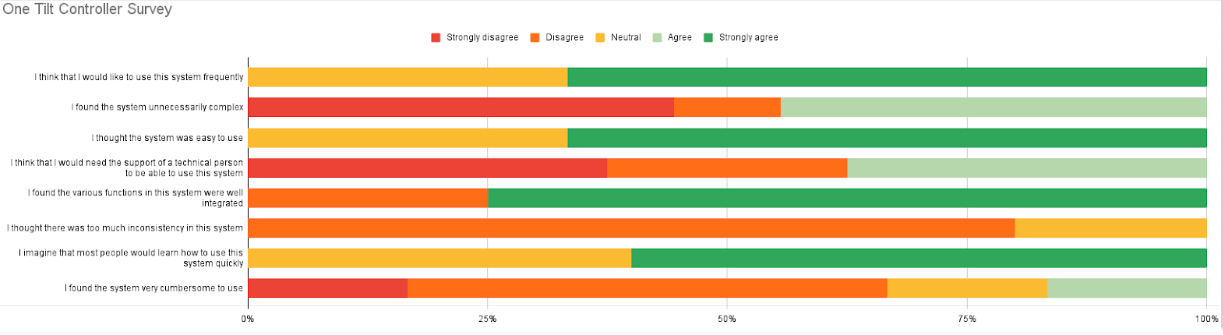 One Tilt Controller Survey
Strongly disagree Disagree Neutral Agree Strongly agree
I think that I would like to use this system frequently
I found the system unnecessarily complex
I thought the system was easy to use
I think that I would need the support of a technical person
to be able to use this system
I found the various functions in this system were well
integrated
I thought there was too much inconsistency in this system
I imagine that most people would learn how to use this
system quickly
I found the system very cumbersome to use
0% 25% 50% 75% 100%